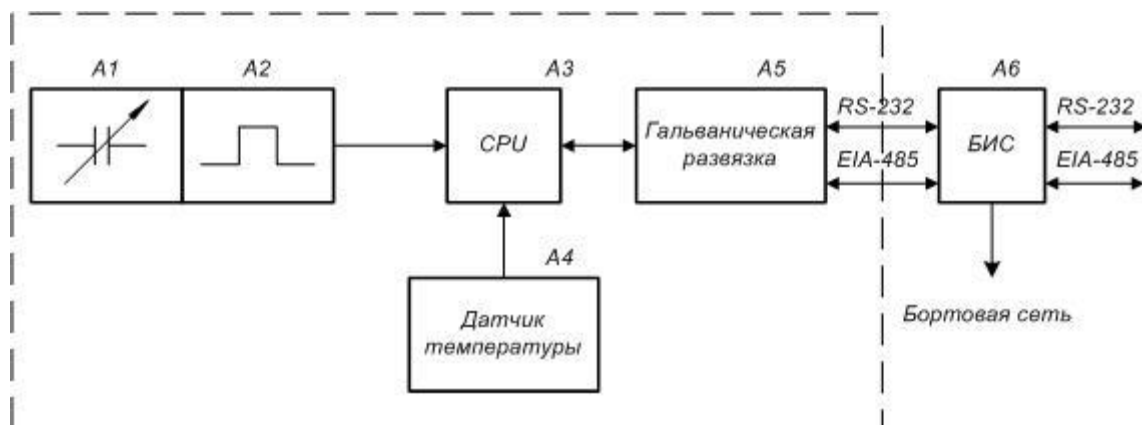 A1
A2
A3
A5
A6
CPU
Гальваническая
развязка
RS-232
EIA-485
БИС
RS-232
EIA-485
A4
Датчик
температуры
Бортовая сеть